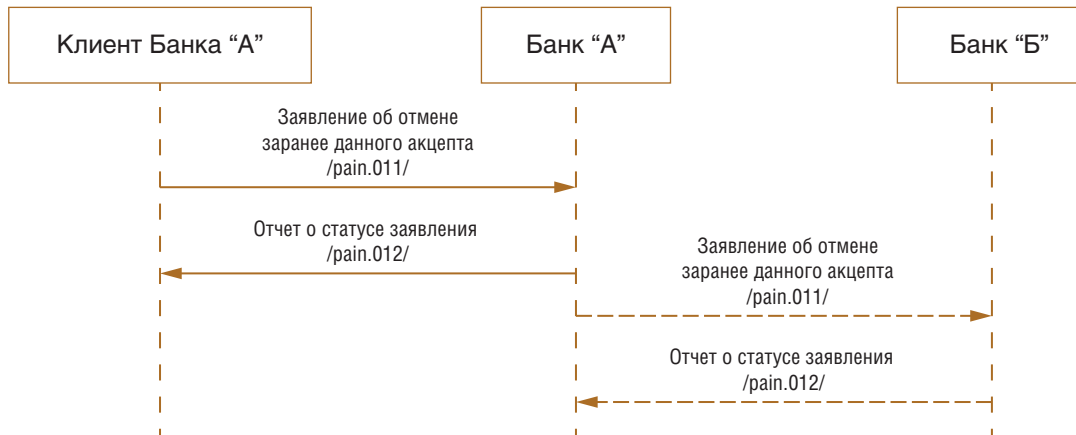 Клиент Банка “А”
Банк “А”
Банк “Б”
Заявление об отмене
заранее данного акцепта
/pain.011/
Отчет о статусе заявления
/pain.012/
Заявление об отмене
заранее данного акцепта
/pain.011/
Отчет о статусе заявления
/pain.012/